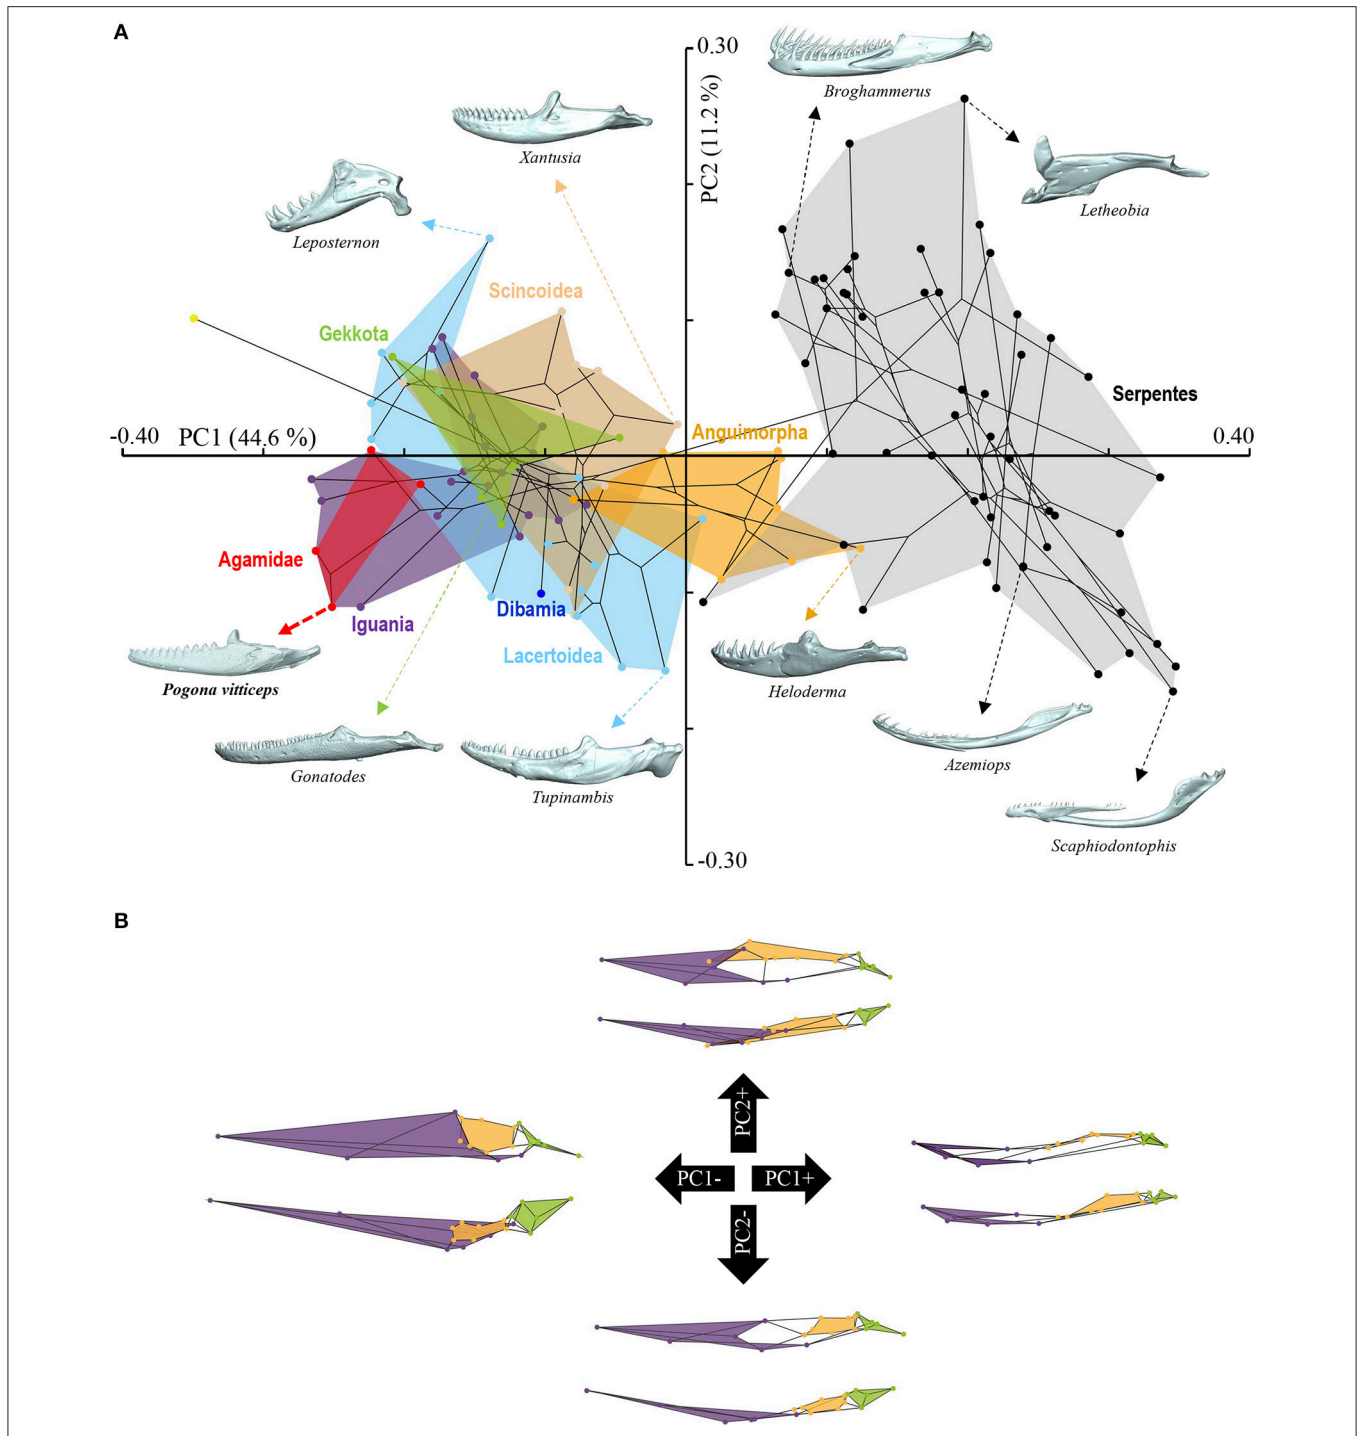 A
0.30
PC2 (11.2 %)
Broghammerus
Xantusia
Letheobia
Leposternon
Scincoidea
Gekkota
Serpentes
Anguimorpha
-0.40
PC1 (44.6 %)
0.40
Agamidae
Iguania
Dibamia
Lacertoidea
Pogona vitticeps
Heloderma
Gonatodes
Tupinambis
Azemiops
Scaphiodontophis
-0.30
B
PC2+
PC1-
PC1+
PC2-